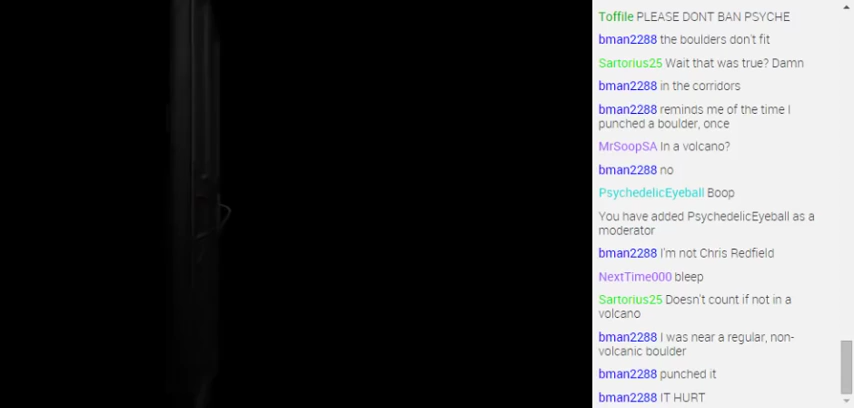 Toffile PLEASE DONT BAN PSYCHE
bman2288 the boulders don't fit
Sartorius25 Wait that was true? Damn
bman2288 in the corridors
bman2288 reminds me of the time I
punched a boulder, once
MrSoopSA In a volcano?
bman2288 no
PsychedelicEyeball Boop
You have added PsychedelicEyeball as a
moderator
bman2288 I'm not Chris Redfield
NextTime000 bleep
Sartorius25 Doesn't count if not in a
volcano
bman2288 I was near a regular, non-
volcanic boulder
bman2288 punched it
bman2288 IT HURT